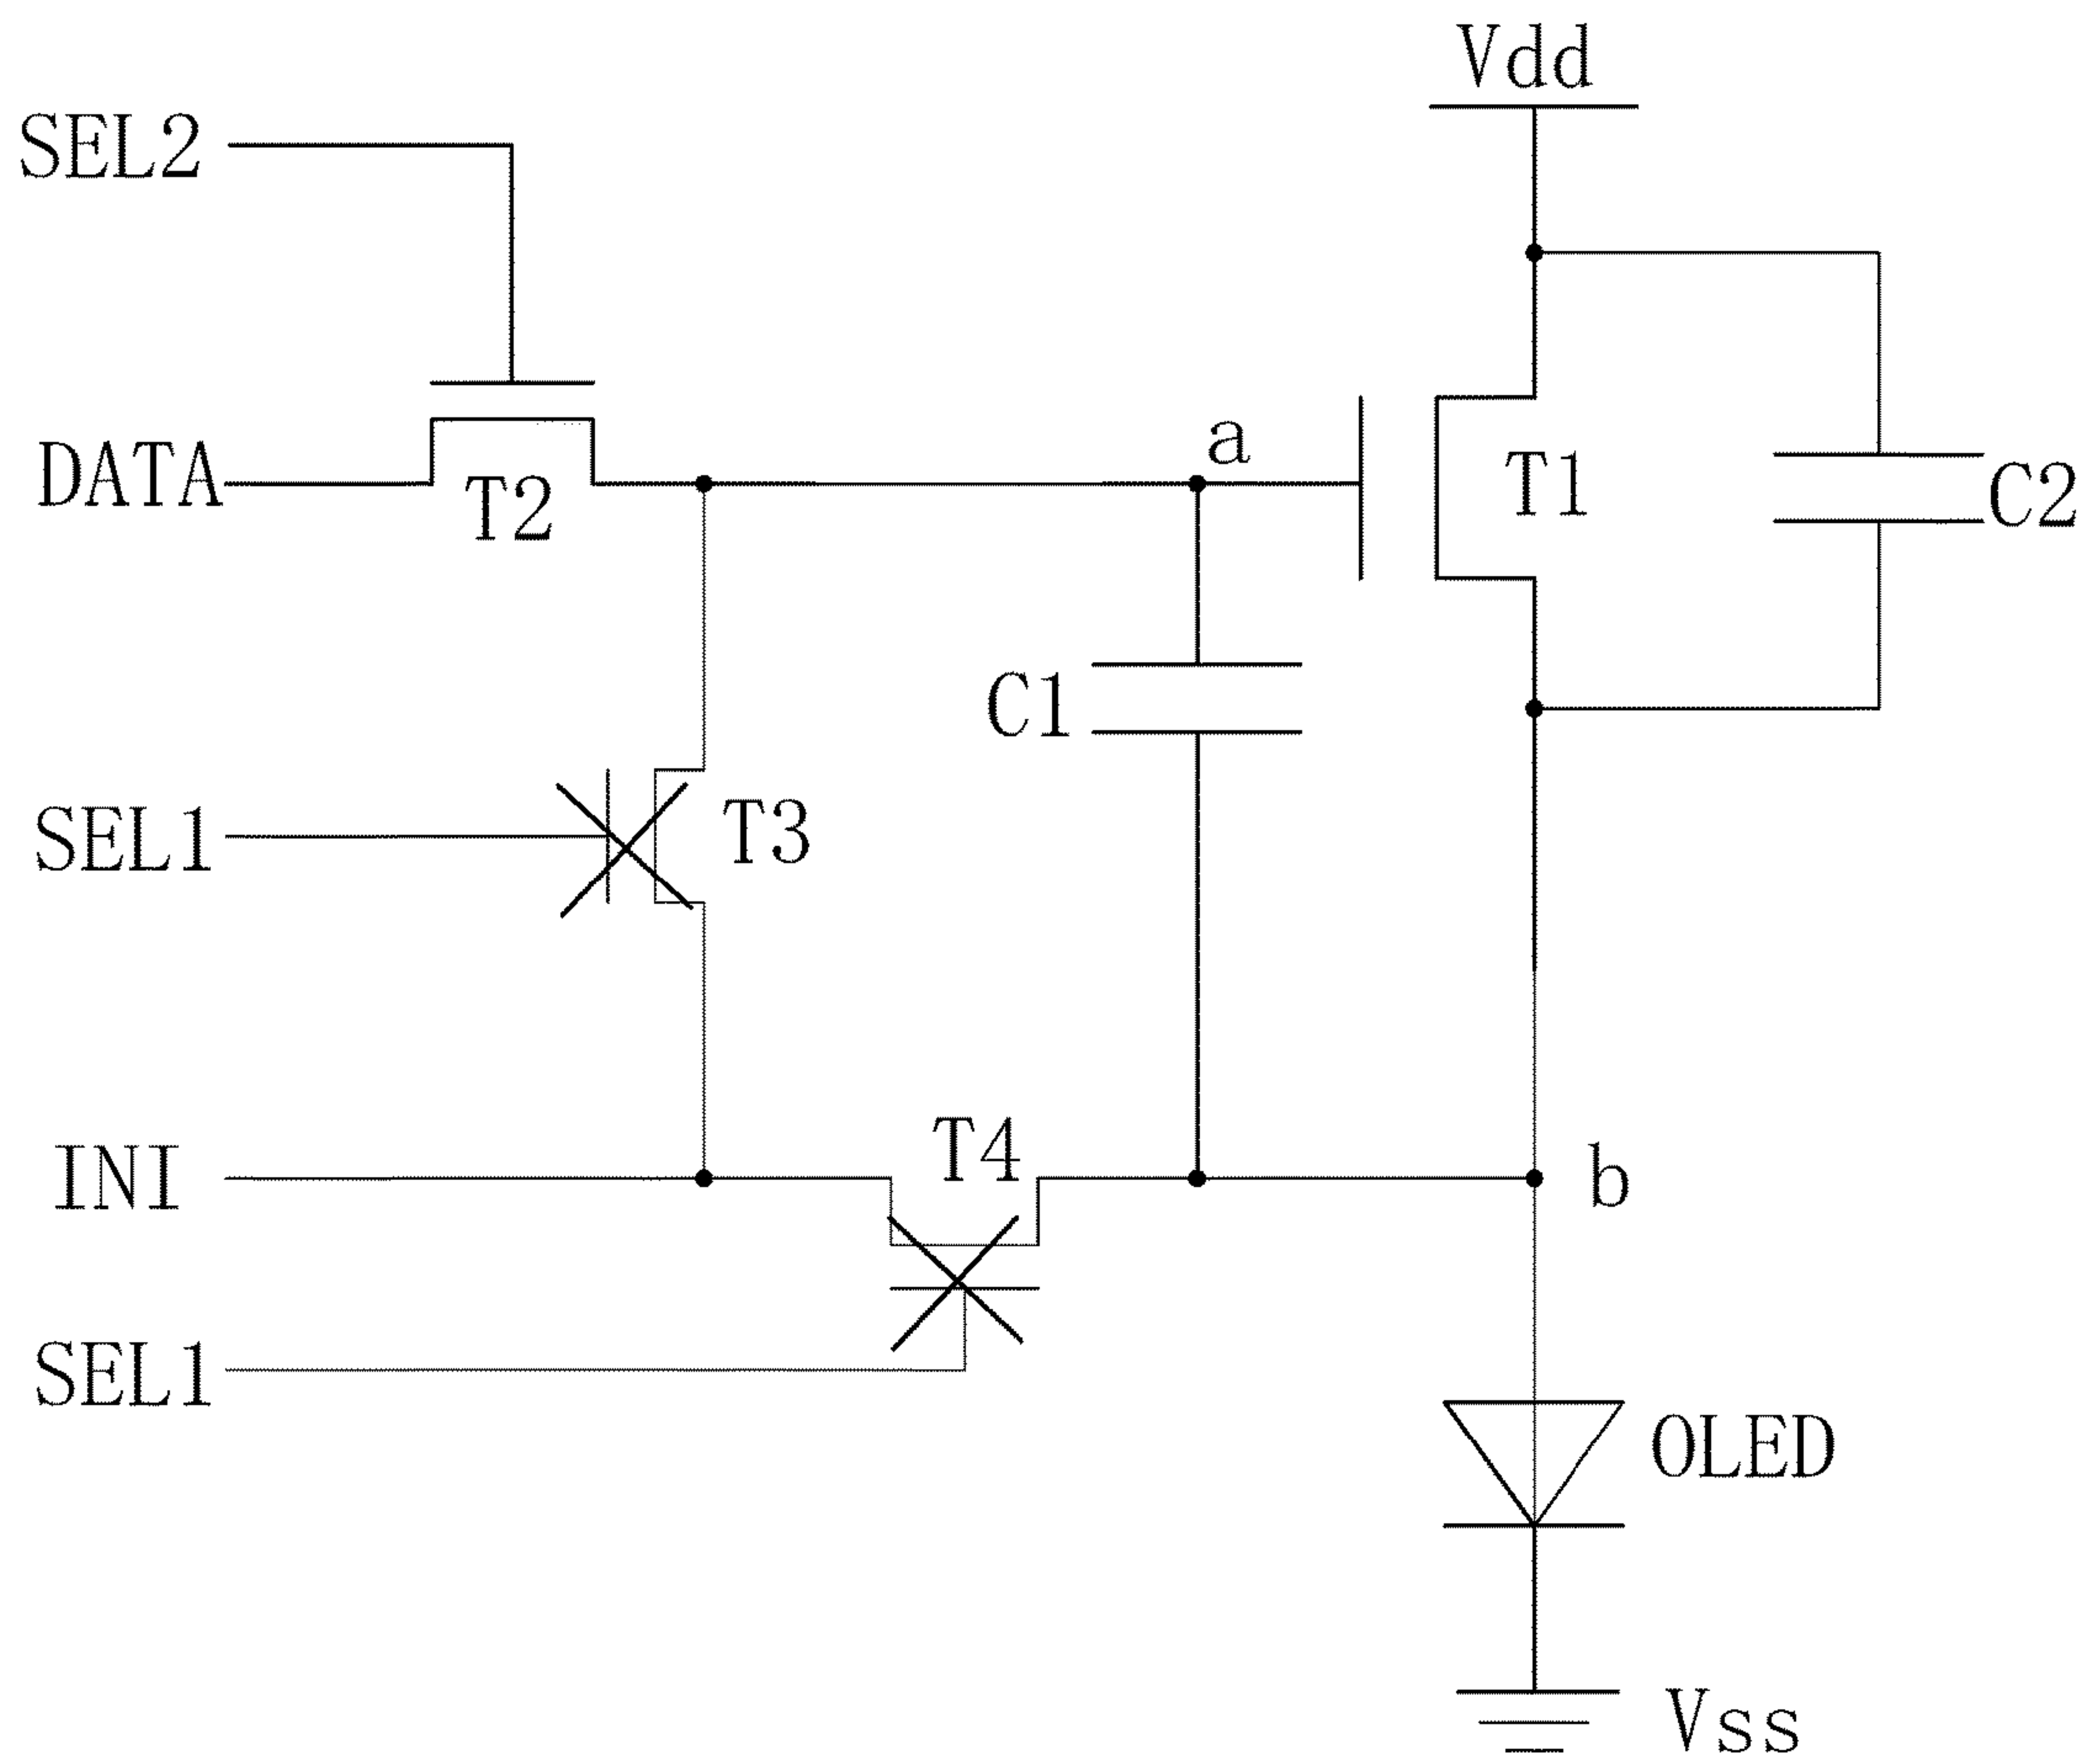 Vdd
SEL2
a
DATA
T2
T1
C2
C1
SEL1
T3
INI
T4
b
SEL1
OLED
Vss